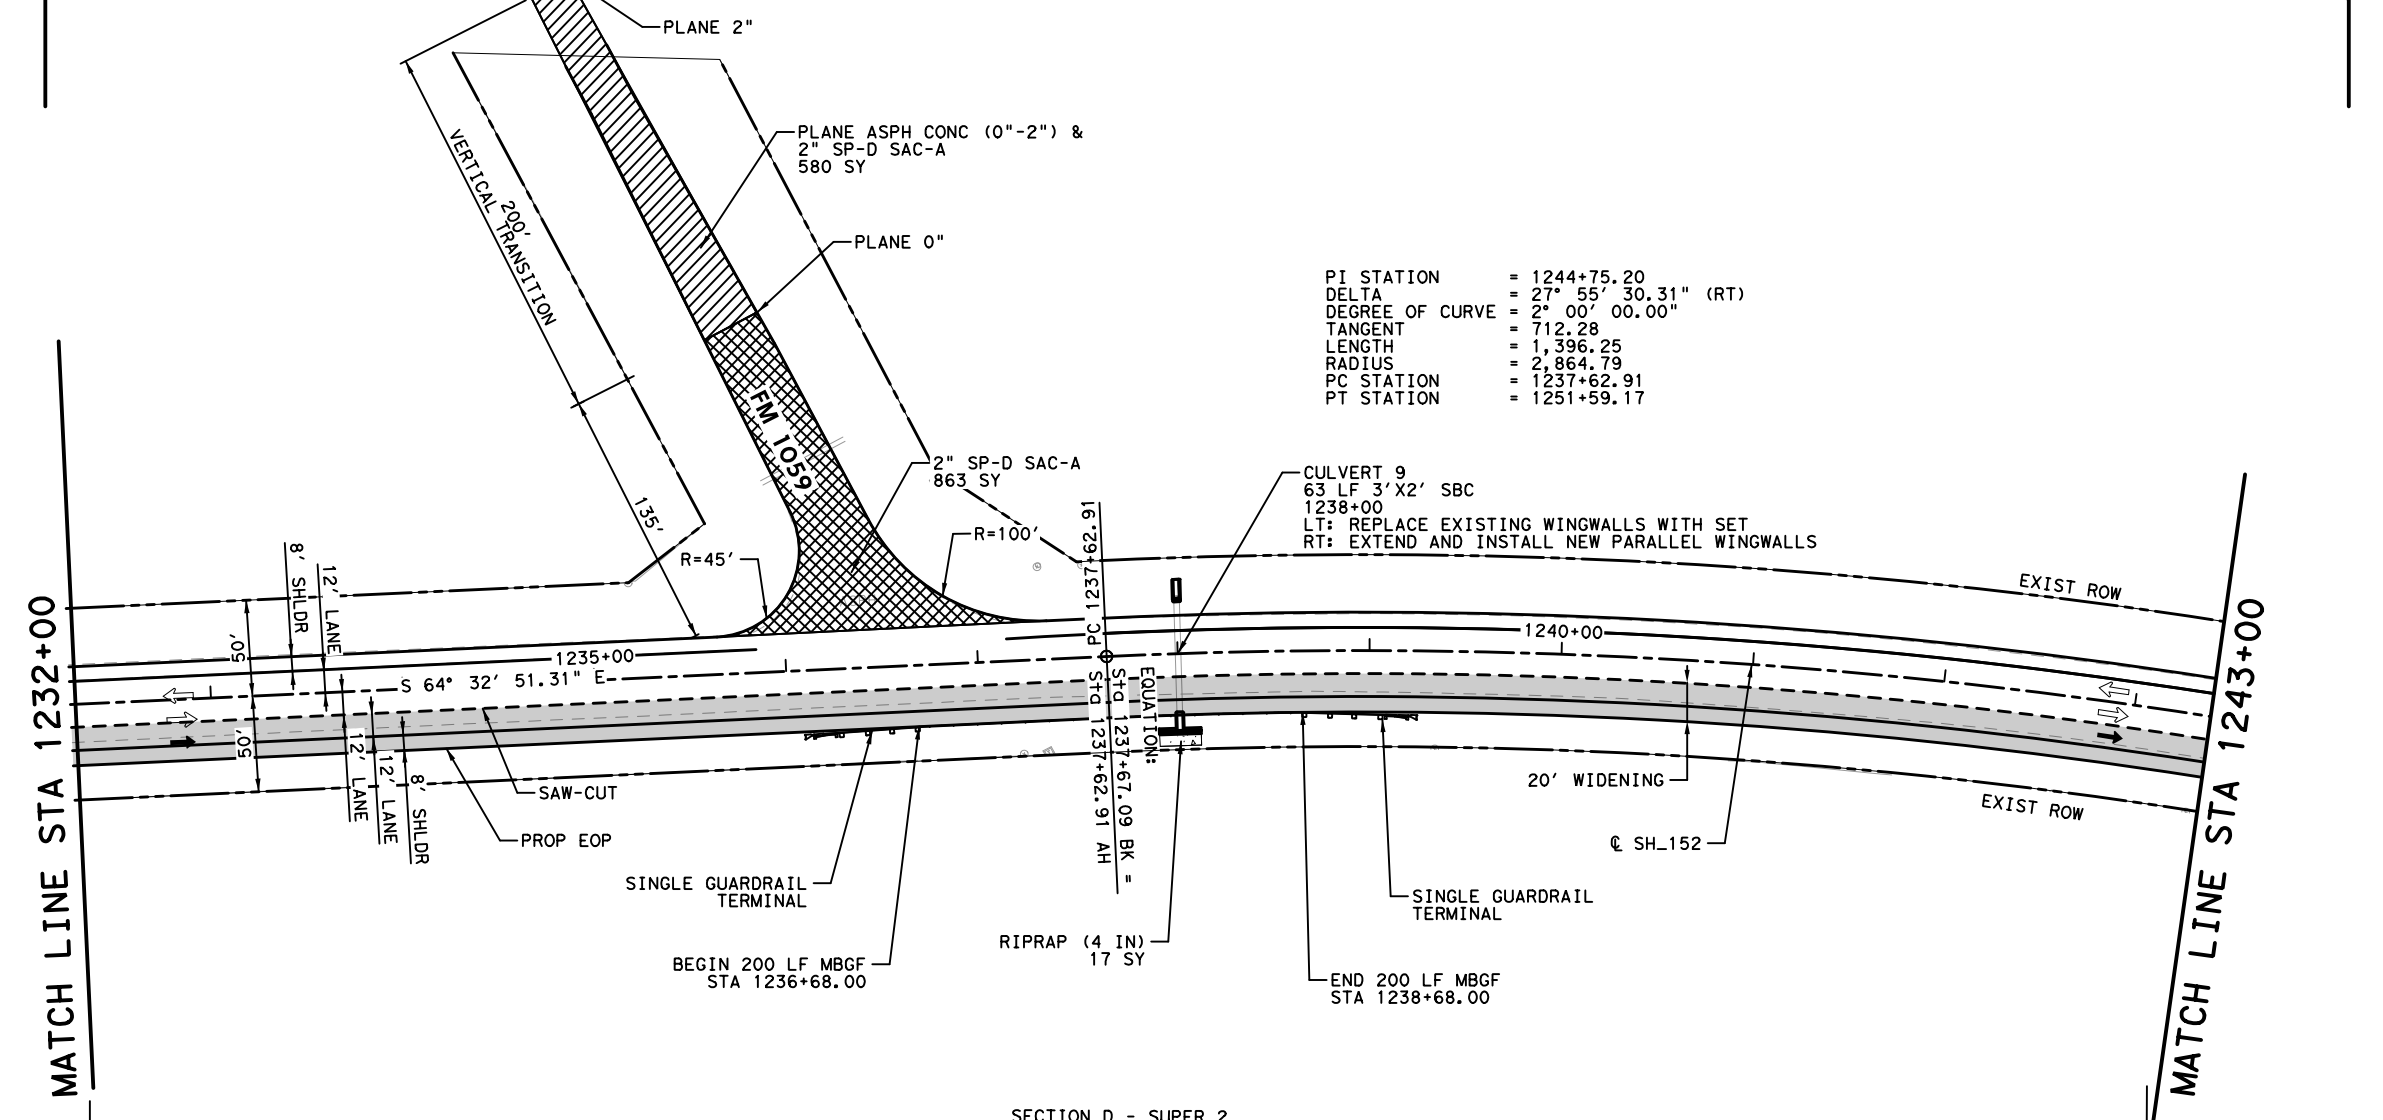 PLANE 2"
PLANE ASPH CONC (0"-2") &
2" SP-D SAC-A
580 SY
PLANE 0"
200'
VERTICAL TRANSITION
135'
FM 1059
2" SP-D SAC-A
863 SY
R=45'
R=100'
PI STATION = 1244+75.20
DELTA = 27° 55' 30.31" (RT)
DEGREE OF CURVE = 2° 00' 00.00"
TANGENT = 712.28
LENGTH = 1,396.25
RADIUS = 2,864.79
PC STATION = 1237+62.91
PT STATION = 1251+59.17
CULVERT 9
63 LF 3'X2' SBC
1238+00
LT: REPLACE EXISTING WINGWALLS WITH SET
RT: EXTEND AND INSTALL NEW PARALLEL WINGWALLS
EXIST ROW
MATCH LINE STA 1232+00
8' SHLDR
12' LANE
50'
50'
1235+00
S 64° 32' 51.31" E
PC 1237+62.91
1240+00
EQUATION:
Sta 1237+67.09 BK =
Sta 1237+62.91 AH
12' LANE
12' LANE
8' SHLDR
SAW-CUT
PROP EOP
20' WIDENING
EXIST ROW
℄ SH_152
SINGLE GUARDRAIL
TERMINAL
SINGLE GUARDRAIL
TERMINAL
RIPRAP (4 IN)
17 SY
BEGIN 200 LF MBGF
STA 1236+68.00
END 200 LF MBGF
STA 1238+68.00
MATCH LINE STA 1243+00
SECTION D - SUPER 2